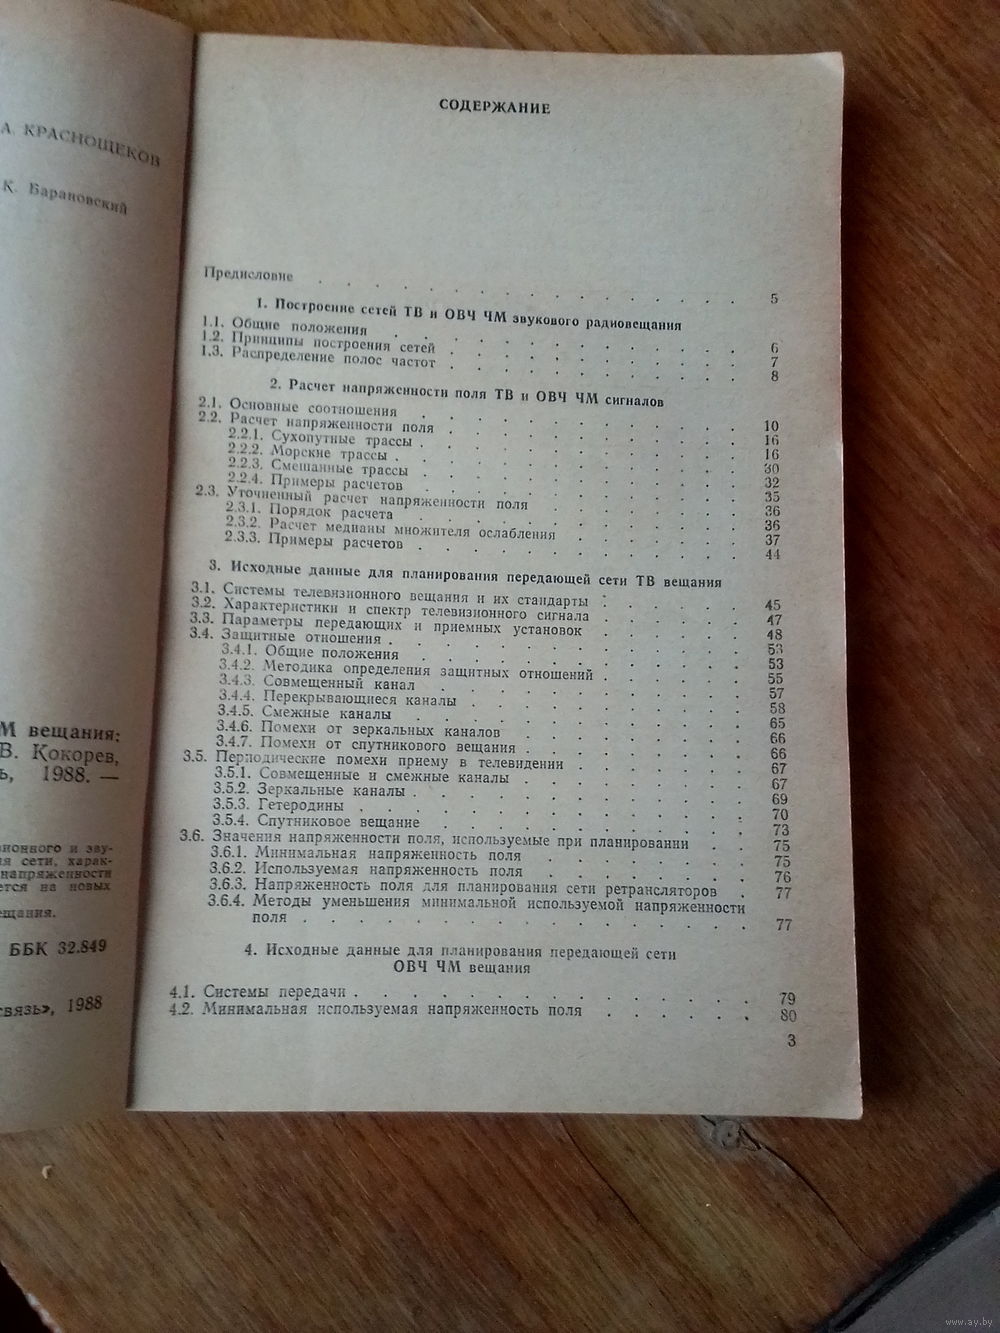 А. КРАСНОЩЕКОВ
К. Барановский
М вещания:
В. Кокорев,
ь, 1988. —
ионного и зву-
ия сети, харак-
напряженности
ется на новых
ещания.
ББК 32.849
связь», 1988
СОДЕРЖАНИЕ
Предисловие . . . . . . . . . . . . . . 5
1. Построение сетей ТВ и ОВЧ ЧМ звукового радиовещания
1.1. Общие положения . . . . . . . . . . . 6
1.2. Принципы построения сетей . . . . . . . . . 7
1.3. Распределение полос частот . . . . . . . . . 8
2. Расчет напряженности поля ТВ и ОВЧ ЧМ сигналов
2.1. Основные соотношения . . . . . . . . . . 10
2.2. Расчет напряженности поля . . . . . . . . . 16
2.2.1. Сухопутные трассы . . . . . . . . . . 16
2.2.2. Морские трассы . . . . . . . . . . . 30
2.2.3. Смешанные трассы . . . . . . . . . . 32
2.2.4. Примеры расчетов . . . . . . . . . . 35
2.3. Уточненный расчет напряженности поля . . . . . . 36
2.3.1. Порядок расчета . . . . . . . . . . 36
2.3.2. Расчет медианы множителя ослабления . . . . . 37
2.3.3. Примеры расчетов . . . . . . . . . . 44
3. Исходные данные для планирования передающей сети ТВ вещания
3.1. Системы телевизионного вещания и их стандарты . . . . . 45
3.2. Характеристики и спектр телевизионного сигнала . . . . . 47
3.3. Параметры передающих и приемных установок . . . . . 48
3.4. Защитные отношения . . . . . . . . . . . 53
3.4.1. Общие положения . . . . . . . . . . 53
3.4.2. Методика определения защитных отношений . . . . . 55
3.4.3. Совмещенный канал . . . . . . . . . . 57
3.4.4. Перекрывающиеся каналы . . . . . . . . . 58
3.4.5. Смежные каналы . . . . . . . . . . 65
3.4.6. Помехи от зеркальных каналов . . . . . . . 66
3.4.7. Помехи от спутникового вещания . . . . . . . 66
3.5. Периодические помехи приему в телевидении . . . . . 67
3.5.1. Совмещенные и смежные каналы . . . . . . . 67
3.5.2. Зеркальные каналы . . . . . . . . . . 69
3.5.3. Гетеродины . . . . . . . . . . . . 70
3.5.4. Спутниковое вещание . . . . . . . . . 73
3.6. Значения напряженности поля, используемые при планировании . . 75
3.6.1. Минимальная напряженность поля . . . . . . 75
3.6.2. Используемая напряженность поля . . . . . . 76
3.6.3. Напряженность поля для планирования сети ретрансляторов . 77
3.6.4. Методы уменьшения минимальной используемой напряженности
поля . . . . . . . . . . . . . . 77
4. Исходные данные для планирования передающей сети
ОВЧ ЧМ вещания
4.1. Системы передачи . . . . . . . . . . . . 79
4.2. Минимальная используемая напряженность поля . . . . . 80
3
www.ay.by